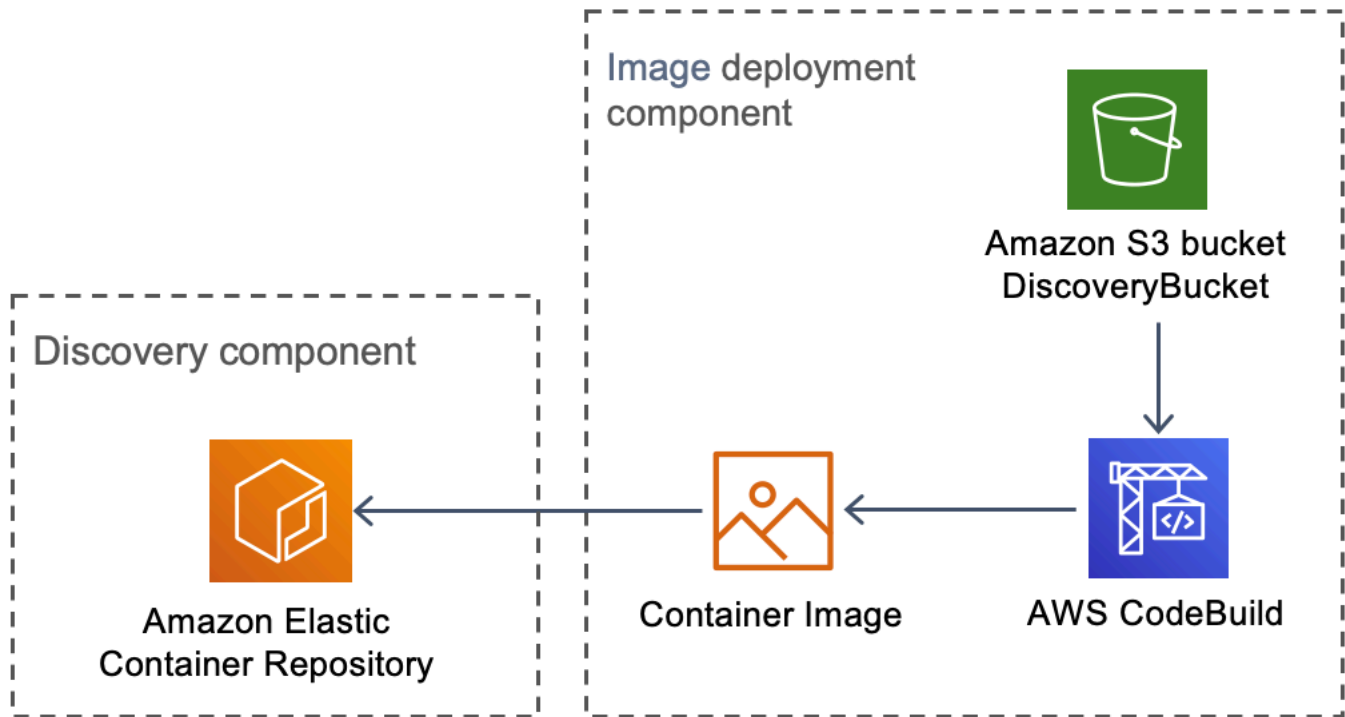 Image deployment
component
Amazon S3 bucket
DiscoveryBucket
Discovery component
Amazon Elastic
Container Repository
Container Image
</>
AWS CodeBuild